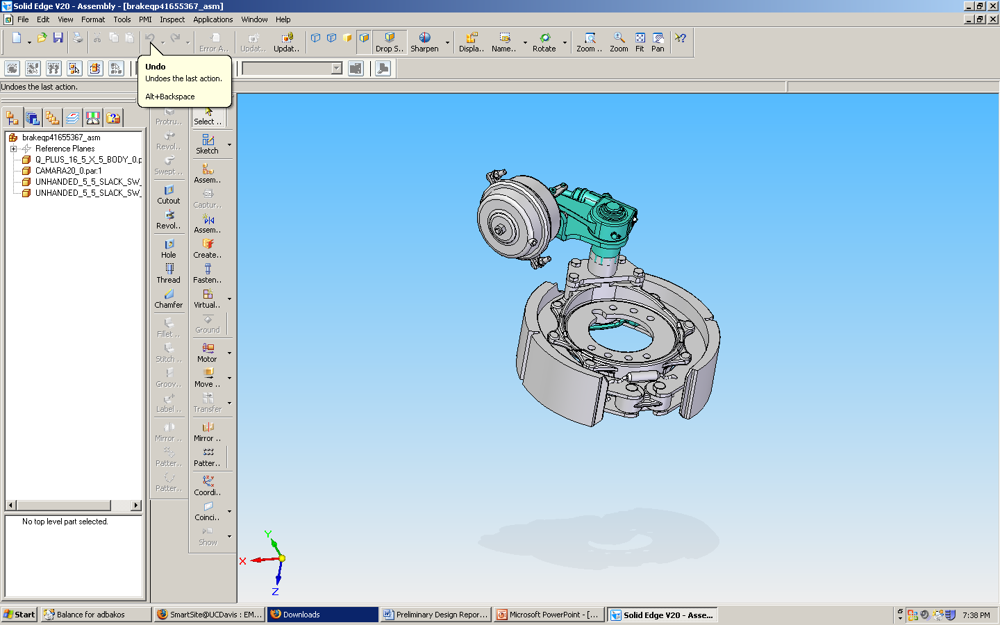 Solid Edge V20 - Assembly - [brakeqp41655367_asm]
File Edit View Format Tools PMI Inspect Applications Window Help
Error A.. Updat.. Updat.. Drop S.. Sharpen Displa.. Name.. Rotate Zoom .. Zoom Fit Pan
Undo
Undoes the last action.
Alt+Backspace
Undoes the last action.
brakeqp41655367_asm
Reference Planes
Q_PLUS_16_5_X_5_BODY_0.p
CAMARA20_0.par:1
UNHANDED_5_5_SLACK_SW_
UNHANDED_5_5_SLACK_SW_
No top level part selected.
Protru..
Revol..
Swept ..
Cutout
Revol..
Hole
Thread
Chamfer
Fillet ..
Stitch ..
Groov..
Label ..
Mirror ..
Patter..
Patter..
Select ..
Sketch
Assem..
Captur..
Assem..
Create..
Fasten..
Virtual..
Ground
Motor
Move ..
Transfer
Mirror ..
Patter..
Coordi..
Coinci..
Show
Y
X
Z
Start Balance for adbakos SmartSite@UCDavis : EM... Downloads Preliminary Design Repor... Microsoft PowerPoint - [... Solid Edge V20 - Asse... 7:38 PM